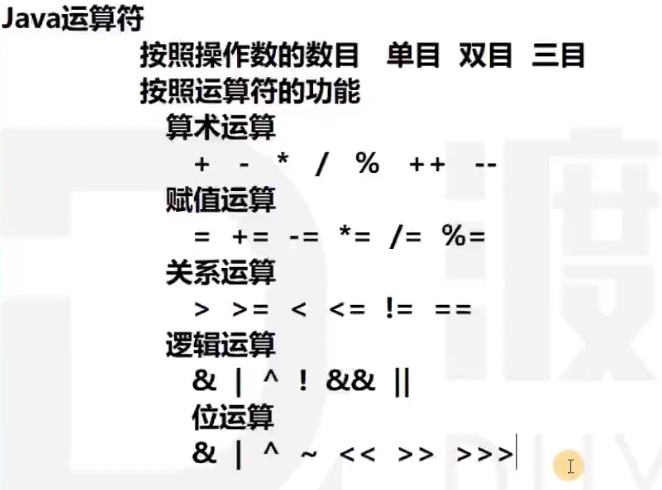 Java运算符
按照操作数的数目 单目 双目 三目
按照运算符的功能
算术运算
+ - * / % ++ --
赋值运算
= += -= *= /= %=
关系运算
> >= < <= != ==
逻辑运算
& | ^ ! && ||
位运算
& | ^ ~ << >> >>>
渡